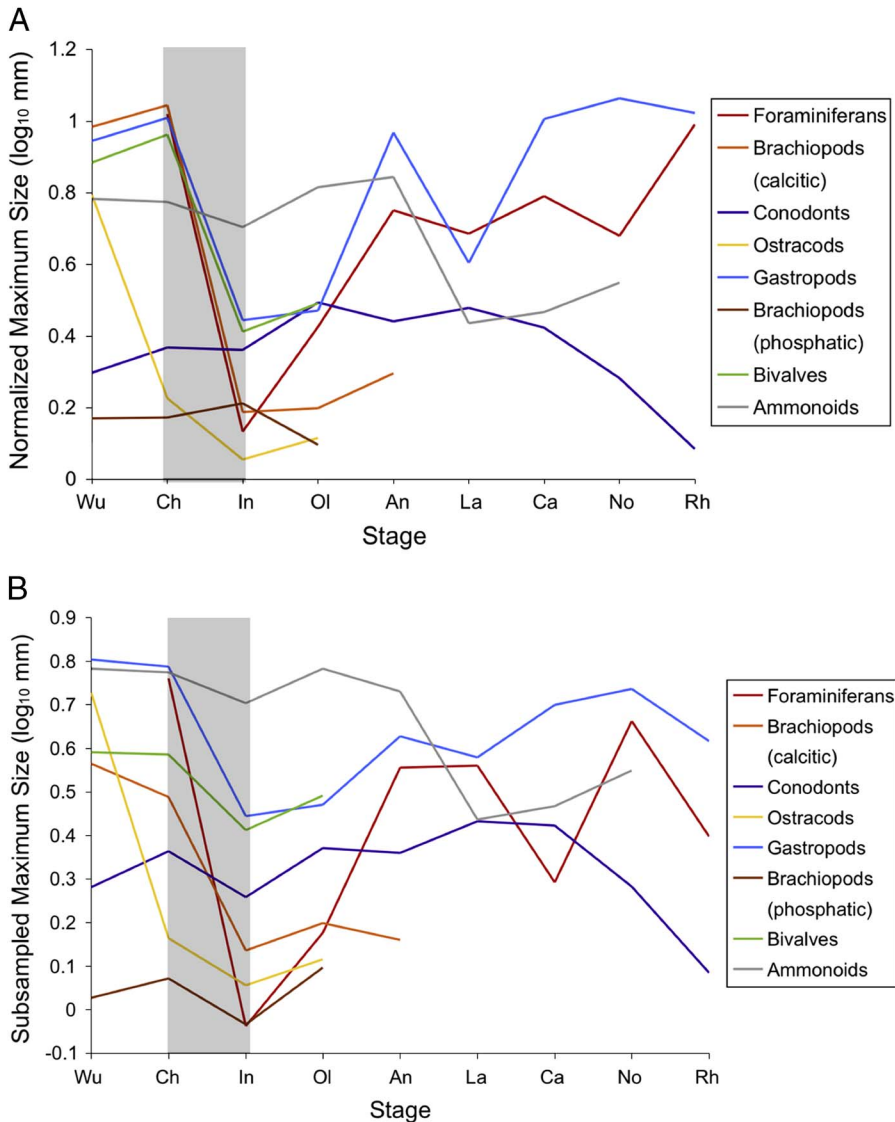 A
Normalized Maximum Size (log₁₀ mm)
1.2
1
0.8
0.6
0.4
0.2
0
Wu Ch In Ol An La Ca No Rh
Stage
Foraminiferans
Brachiopods
(calcitic)
Conodonts
Ostracods
Gastropods
Brachiopods
(phosphatic)
Bivalves
Ammonoids
B
Subsampled Maximum Size (log₁₀ mm)
0.9
0.8
0.7
0.6
0.5
0.4
0.3
0.2
0.1
0
-0.1
Wu Ch In Ol An La Ca No Rh
Stage
Foraminiferans
Brachiopods
(calcitic)
Conodonts
Ostracods
Gastropods
Brachiopods
(phosphatic)
Bivalves
Ammonoids